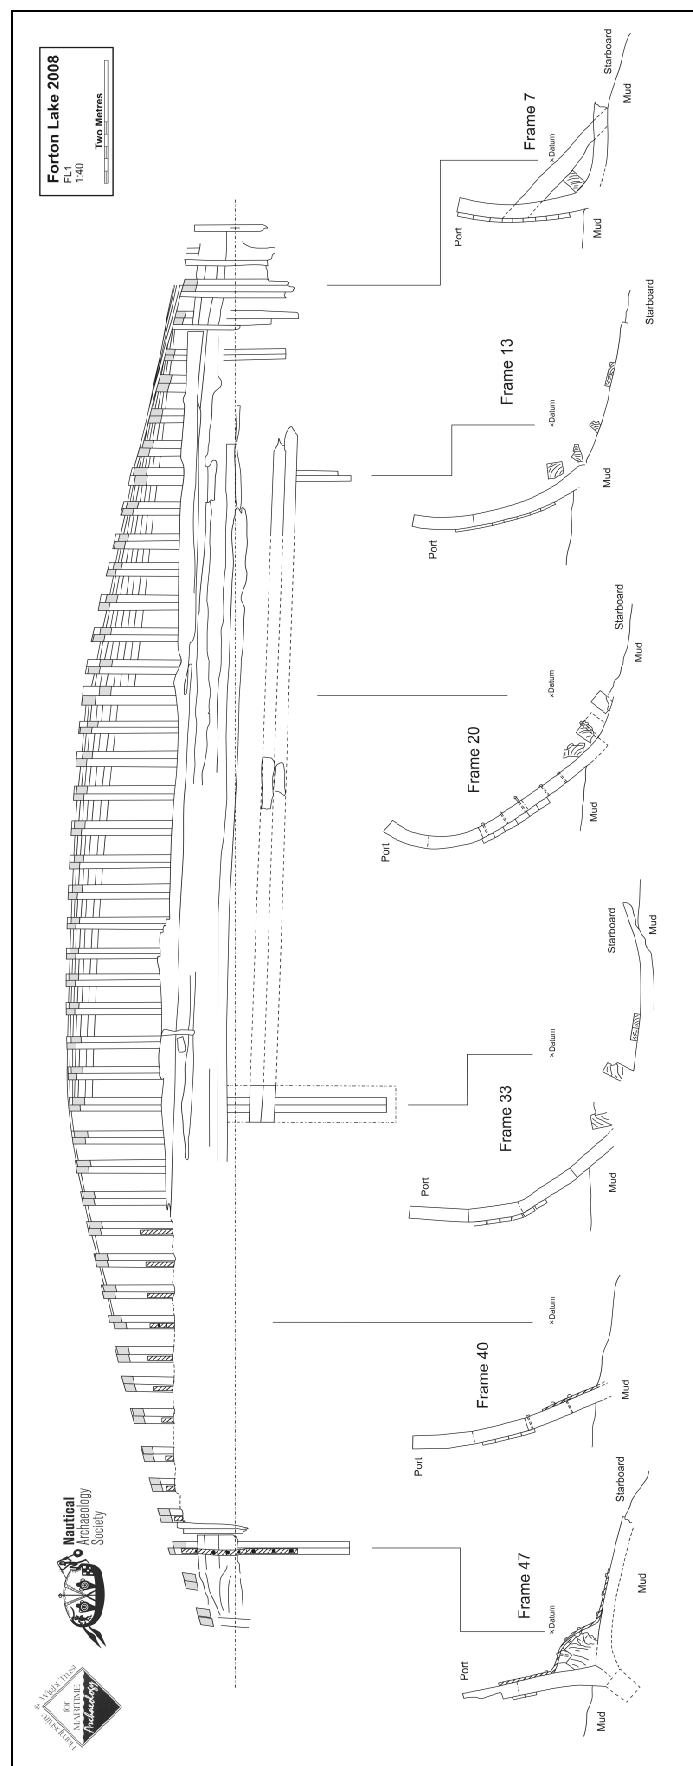 Forton Lake 2008
FL1
1:40
Two Metres
Frame 7
Datum
Starboard
Mud
Port
Mud
Frame 13
Datum
Starboard
Mud
Port
Frame 20
Datum
Starboard
Mud
Port
Mud
Frame 33
Datum
Starboard
Mud
Port
Mud
Frame 40
Datum
Port
Mud
Frame 47
Datum
Starboard
Mud
Port
Mud
Nautical
Archaeology
Society
Hampshire
& Wight Trust
for
MARITIME
Archaeology